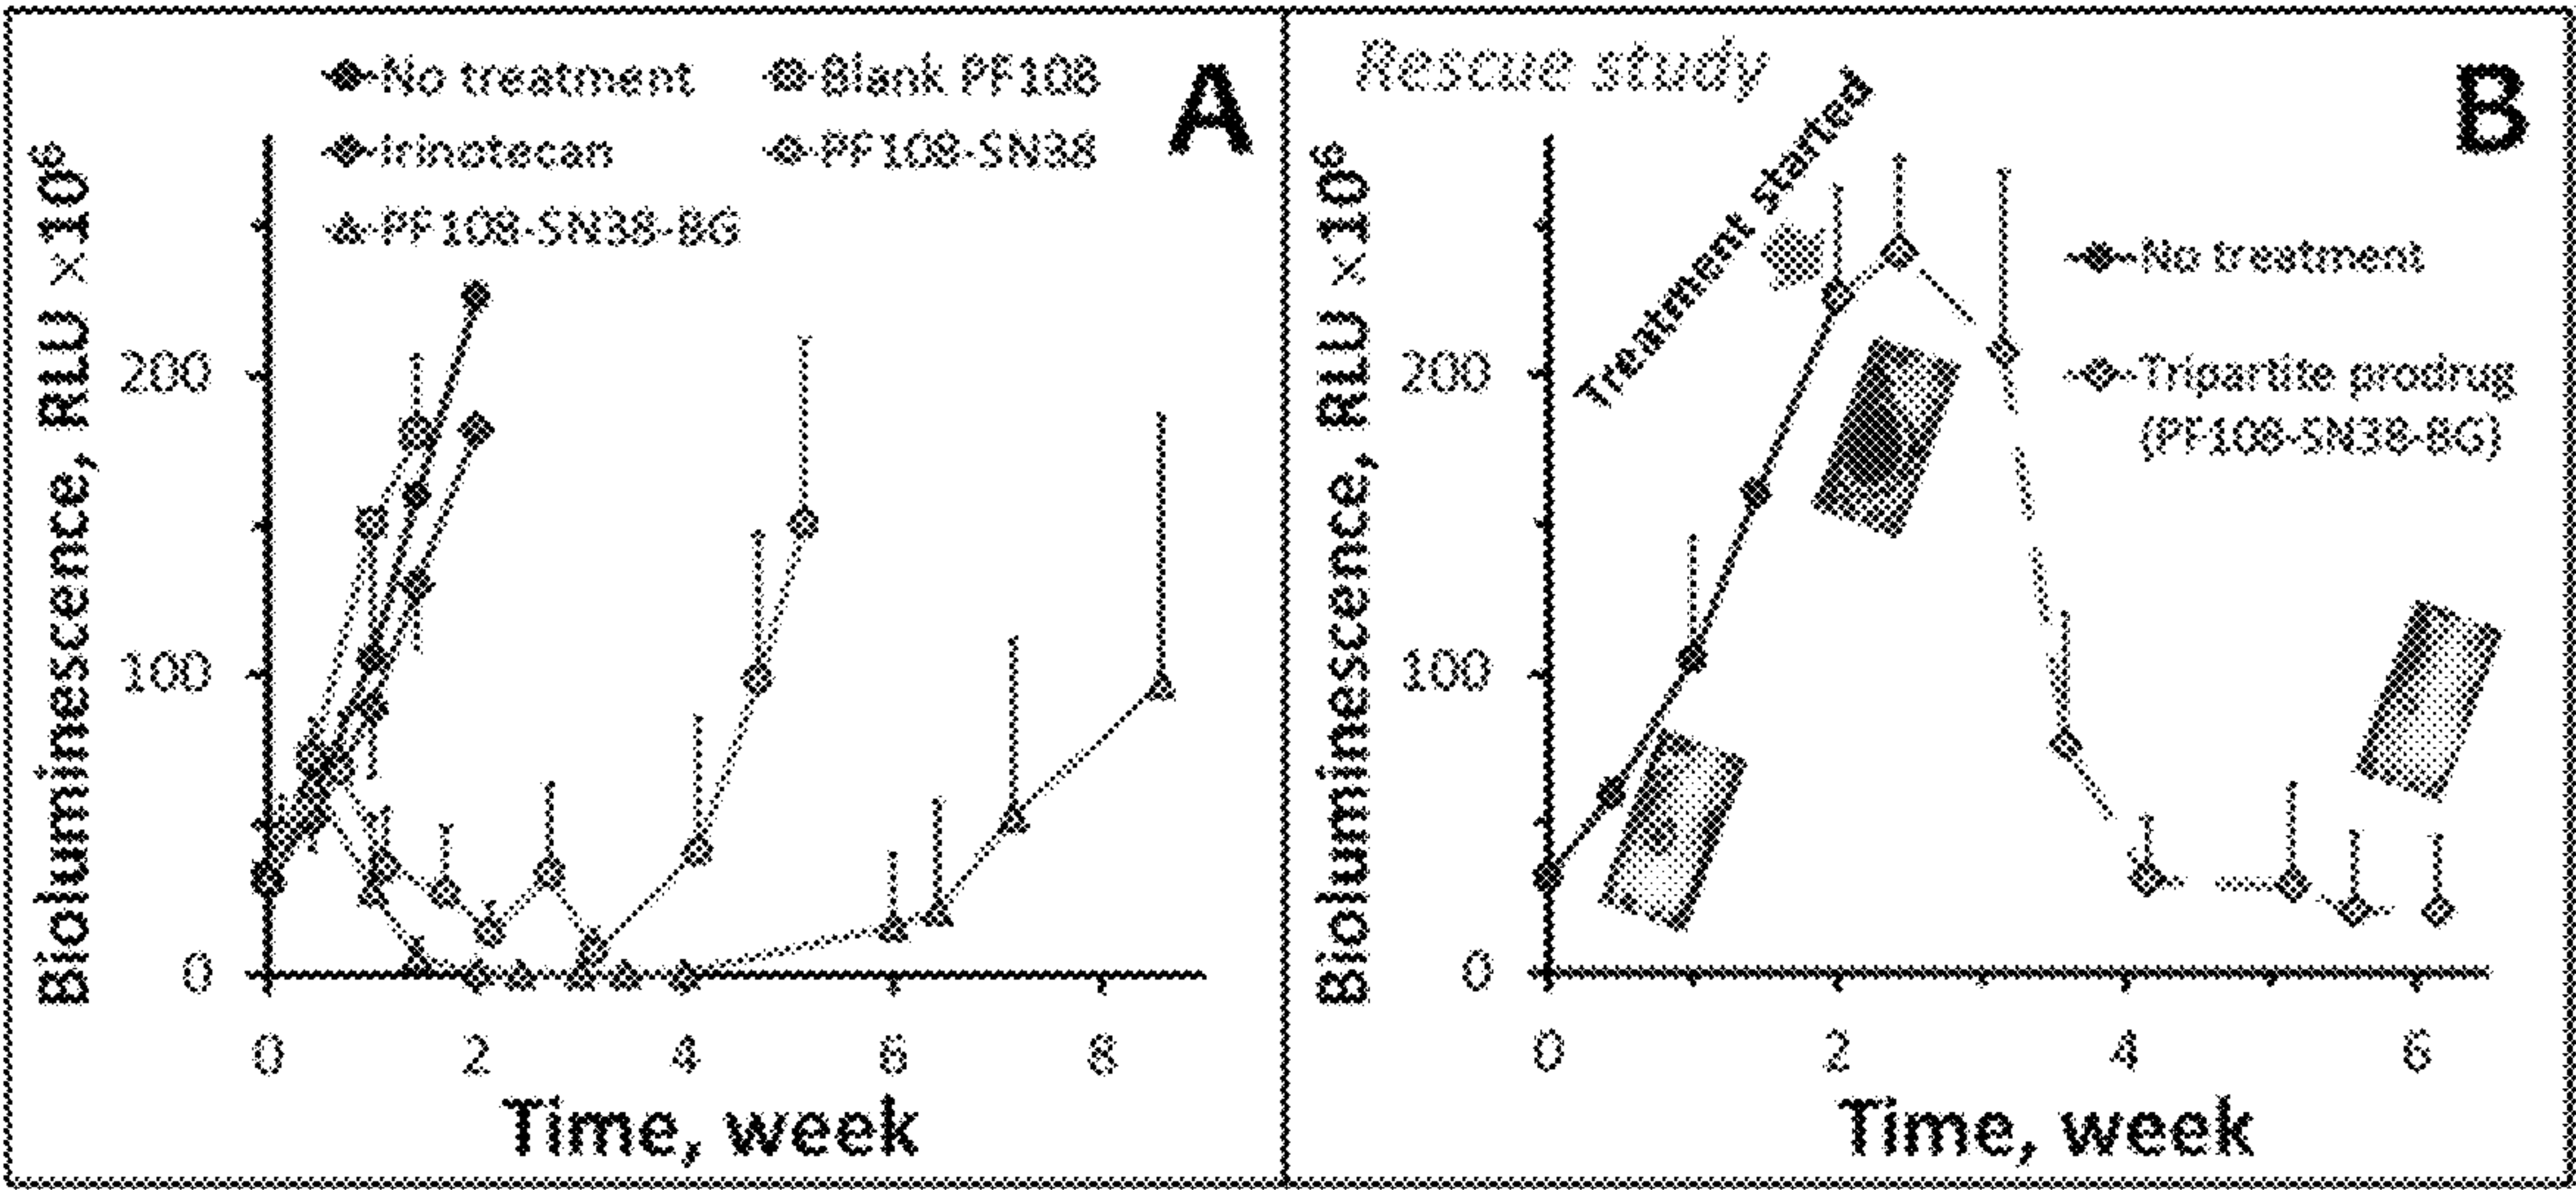 No treatment
Blank PF108
A
Irinotecan
PF108-SN38
PF108-SN38-BG
Bioluminescence, RLU ×10⁶
200
100
0
0 2 4 6 8
Time, week
Rescue study
B
Treatment started
No treatment
Tripartite prodrug
(PF108-SN38-BG)
Bioluminescence, RLU ×10⁶
200
100
0
0 2 4 6
Time, week